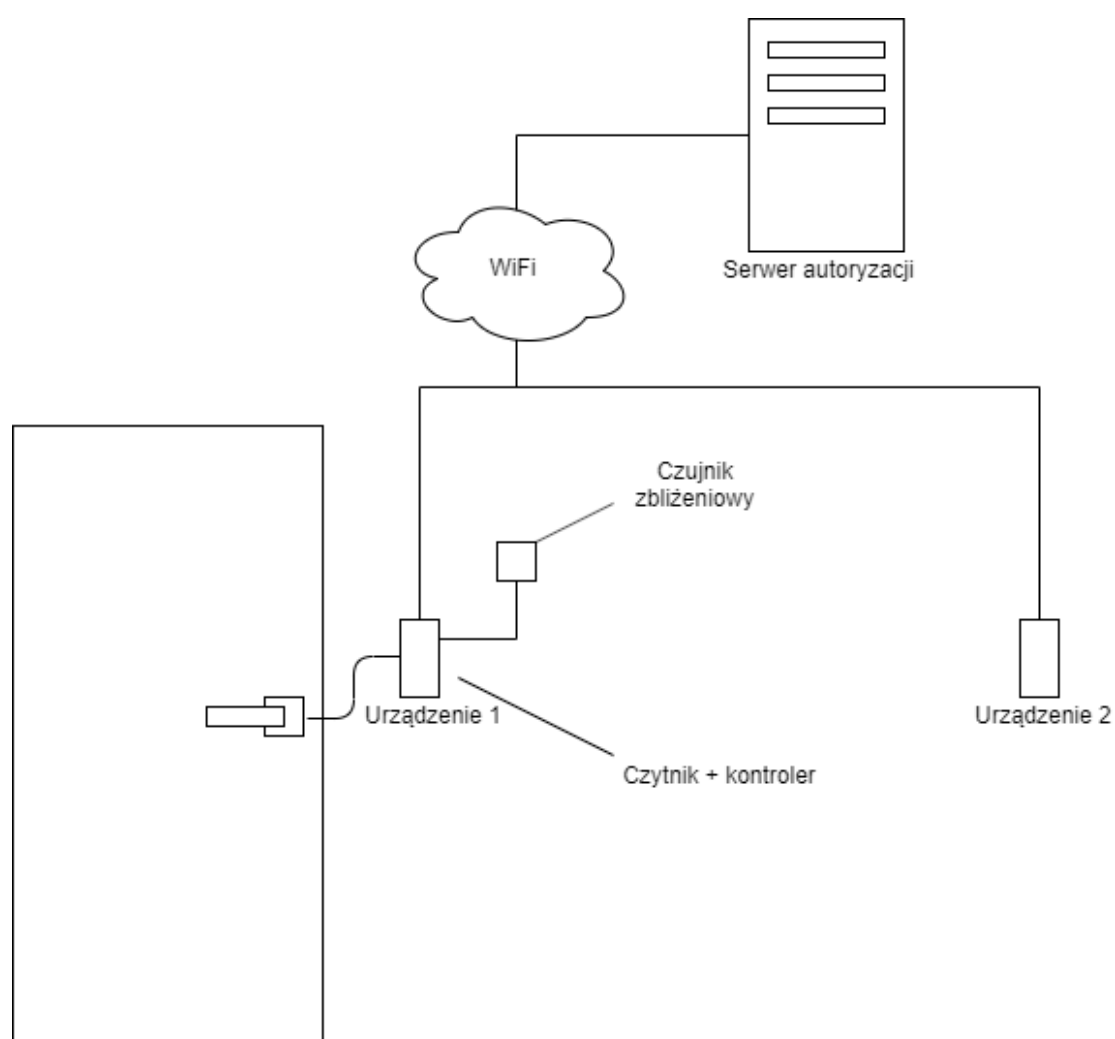 WiFi
Serwer autoryzacji
Czujnik
zbliżeniowy
Urządzenie 1
Urządzenie 2
Czytnik + kontroler